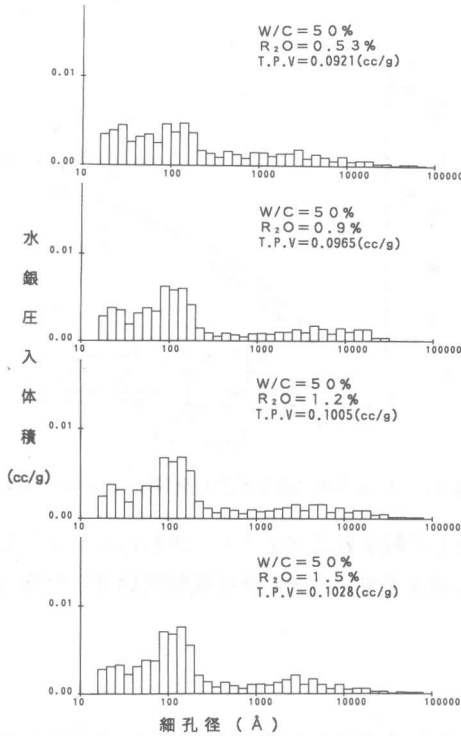 W/C=50%
R₂O=0.53%
T.P.V=0.0921(cc/g)
0.01
0.00
10 100 1000 10000 100000
W/C=50%
R₂O=0.9%
T.P.V=0.0965(cc/g)
0.01
0.00
10 100 1000 10000 100000
W/C=50%
R₂O=1.2%
T.P.V=0.1005(cc/g)
0.01
0.00
10 100 1000 10000 100000
W/C=50%
R₂O=1.5%
T.P.V=0.1028(cc/g)
0.01
0.00
10 100 1000 10000 100000
水銀圧入体積
(cc/g)
細孔径(Å)